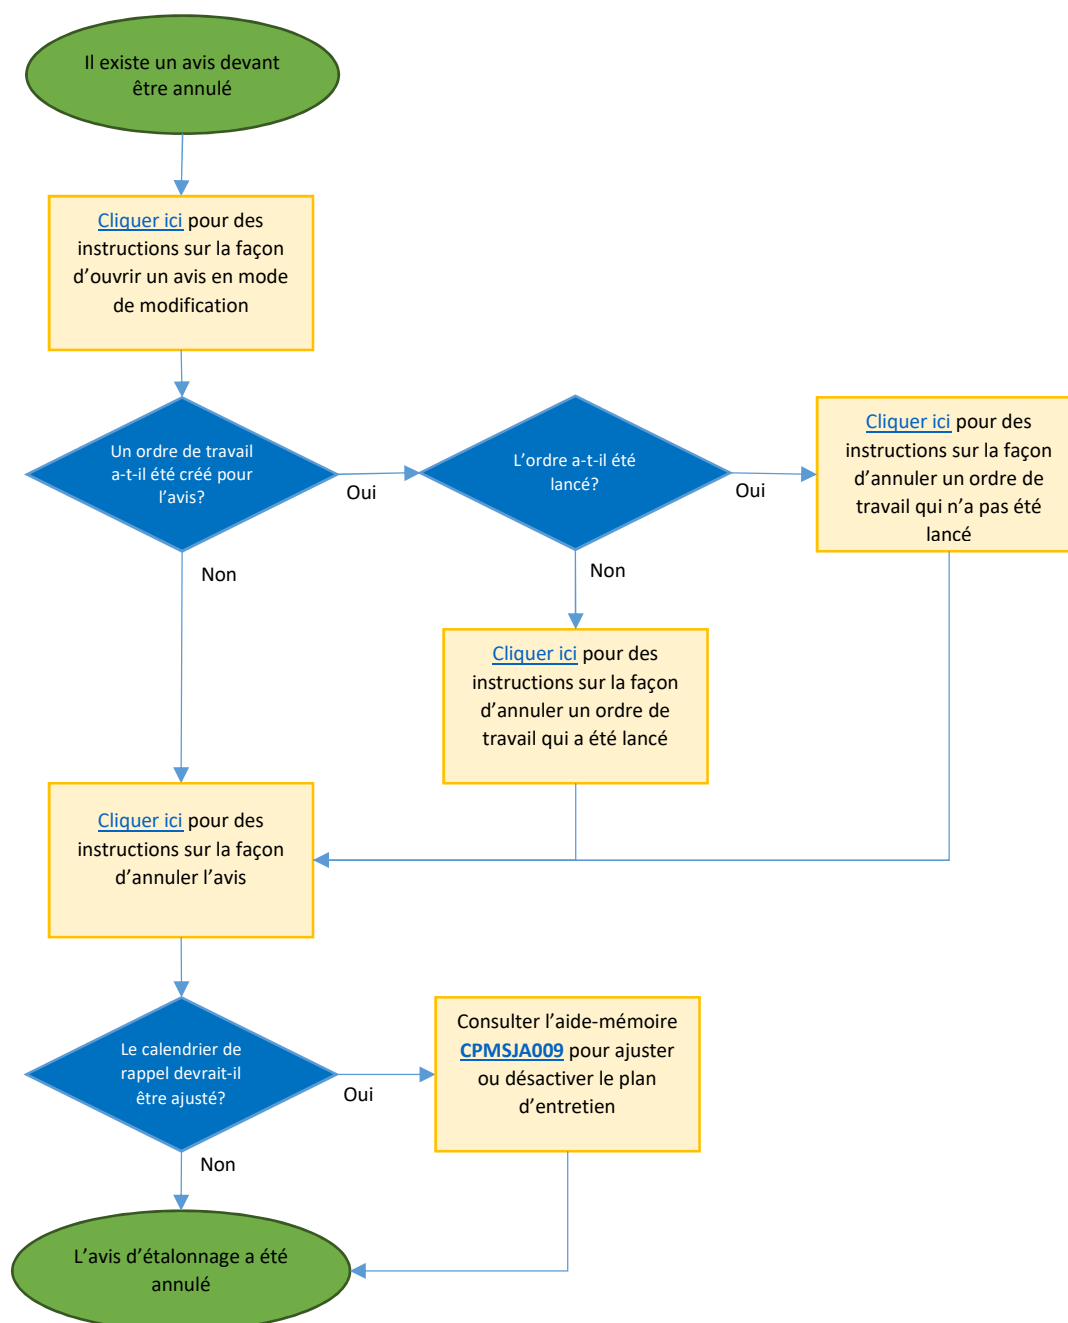 Il existe un avis devant
être annulé
Cliquer ici pour des
instructions sur la façon
d’ouvrir un avis en mode
de modification
Un ordre de travail
a-t-il été créé pour
l’avis?
Oui
L’ordre a-t-il été
lancé?
Oui
Cliquer ici pour des
instructions sur la façon
d’annuler un ordre de
travail qui n’a pas été
lancé
Non
Non
Cliquer ici pour des
instructions sur la façon
d’annuler un ordre de
travail qui a été lancé
Cliquer ici pour des
instructions sur la façon
d’annuler l’avis
Le calendrier de
rappel devrait-il
être ajusté?
Oui
Consulter l’aide-mémoire
CPMSJA009 pour ajuster
ou désactiver le plan
d’entretien
Non
L’avis d’étalonnage a été
annulé